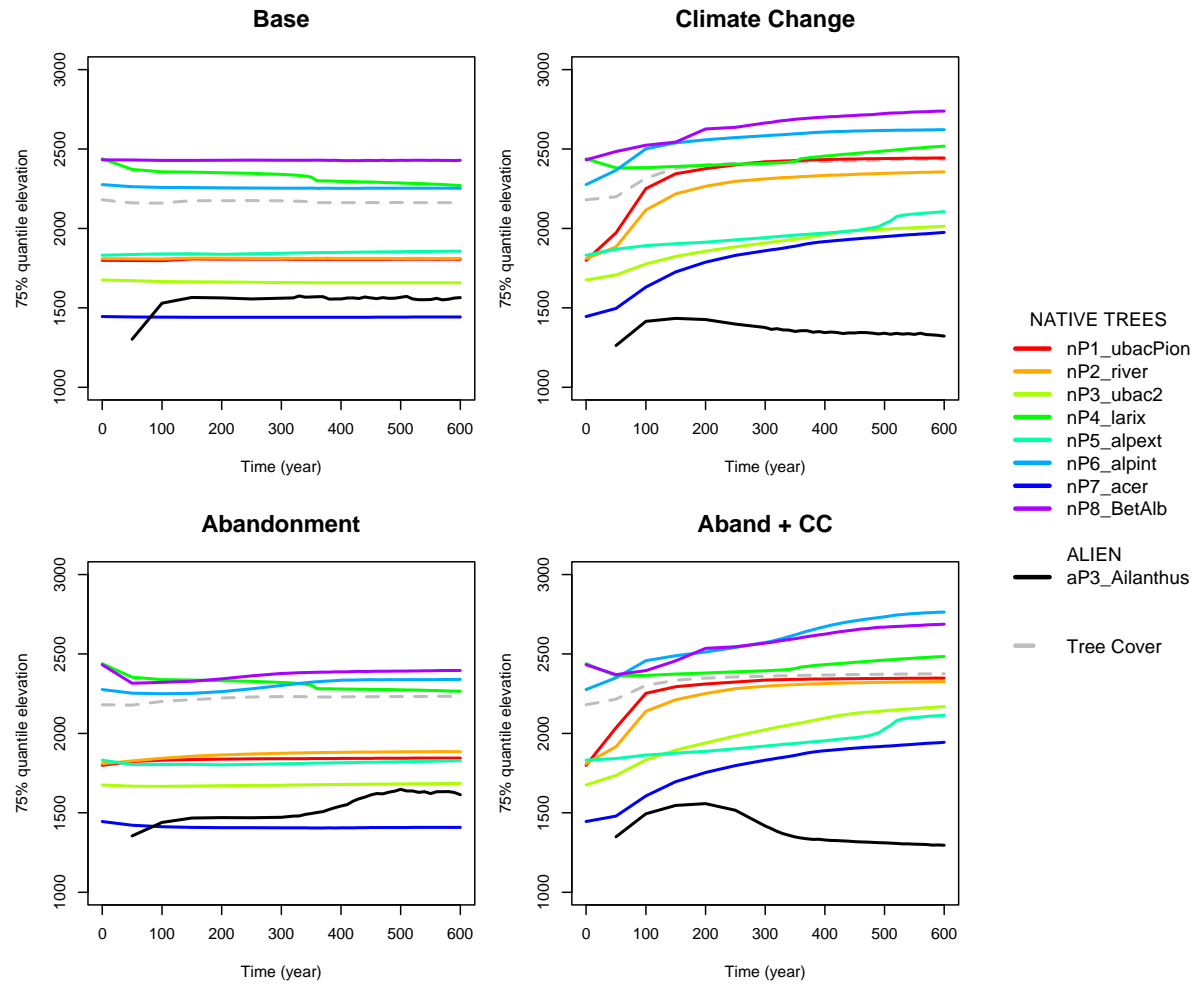 Base
75% quantile elevation
3000
2500
2000
1500
1000
0 100 200 300 400 500 600
Time (year)
Climate Change
75% quantile elevation
3000
2500
2000
1500
1000
0 100 200 300 400 500 600
Time (year)
Abandonment
75% quantile elevation
3000
2500
2000
1500
1000
0 100 200 300 400 500 600
Time (year)
Aband + CC
75% quantile elevation
3000
2500
2000
1500
1000
0 100 200 300 400 500 600
Time (year)
NATIVE TREES
nP1_ubacPion
nP2_river
nP3_ubac2
nP4_larix
nP5_alpext
nP6_alpint
nP7_acer
nP8_BetAlb
ALIEN
aP3_Ailanthus
Tree Cover